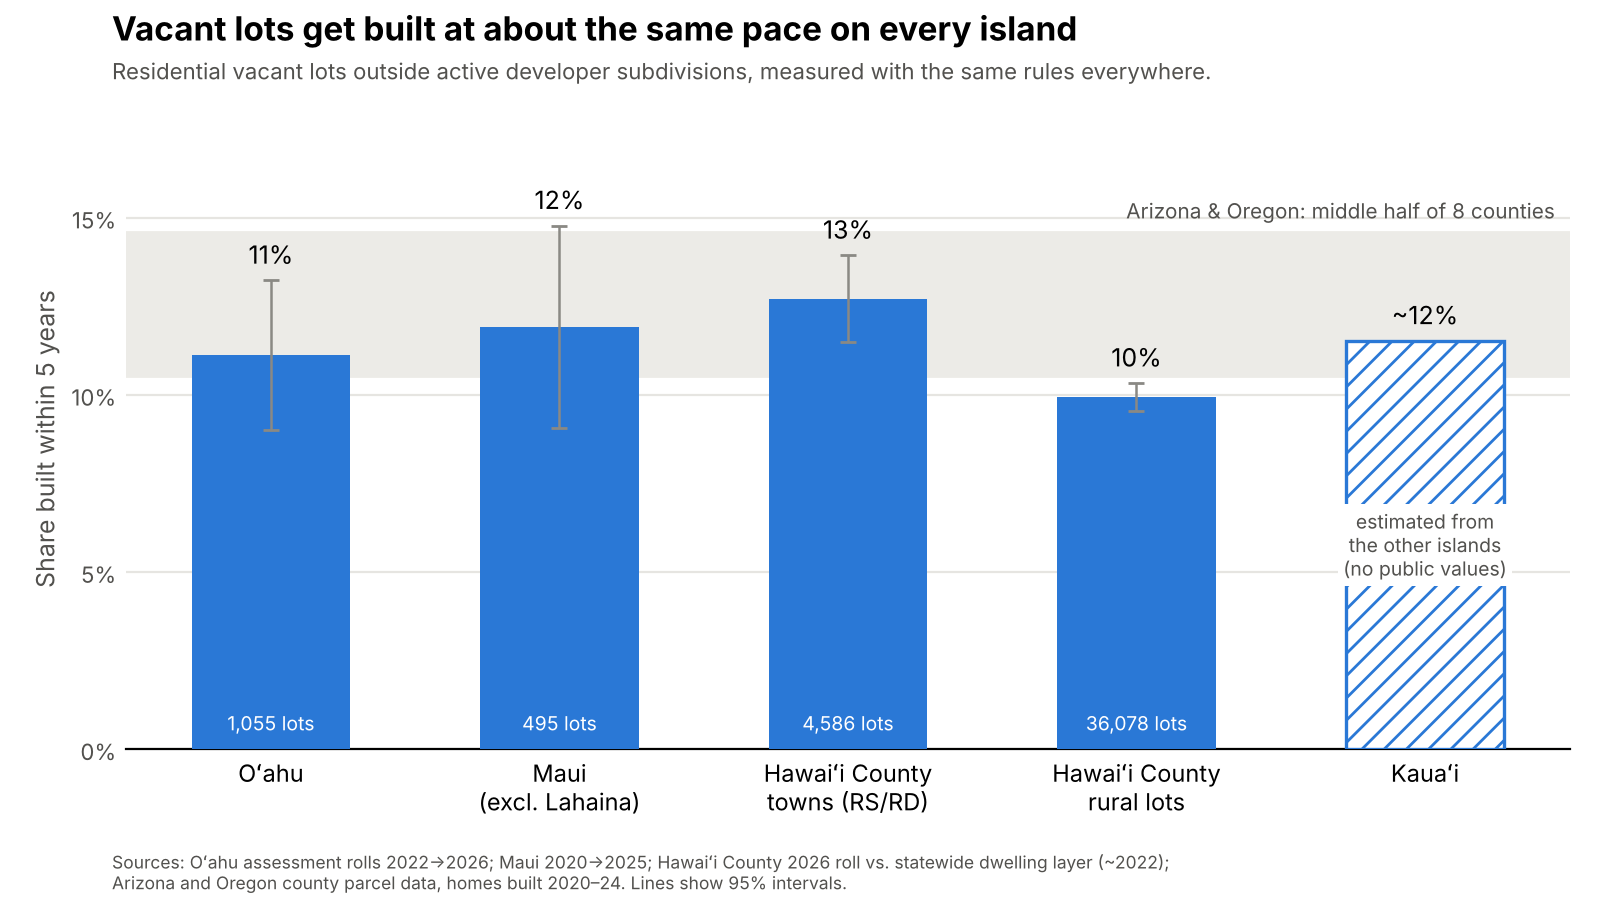 Vacant lots get built at about the same pace on every island
Residential vacant lots outside active developer subdivisions, measured with the same rules everywhere.
Share built within 5 years
15%
10%
5%
0%
Arizona & Oregon: middle half of 8 counties
11%
12%
13%
10%
~12%
estimated from
the other islands
(no public values)
1,055 lots
495 lots
4,586 lots
36,078 lots
Oʻahu
Maui
(excl. Lahaina)
Hawaiʻi County
towns (RS/RD)
Hawaiʻi County
rural lots
Kauaʻi
Sources: Oʻahu assessment rolls 2022→2026; Maui 2020→2025; Hawaiʻi County 2026 roll vs. statewide dwelling layer (~2022);
Arizona and Oregon county parcel data, homes built 2020–24. Lines show 95% intervals.